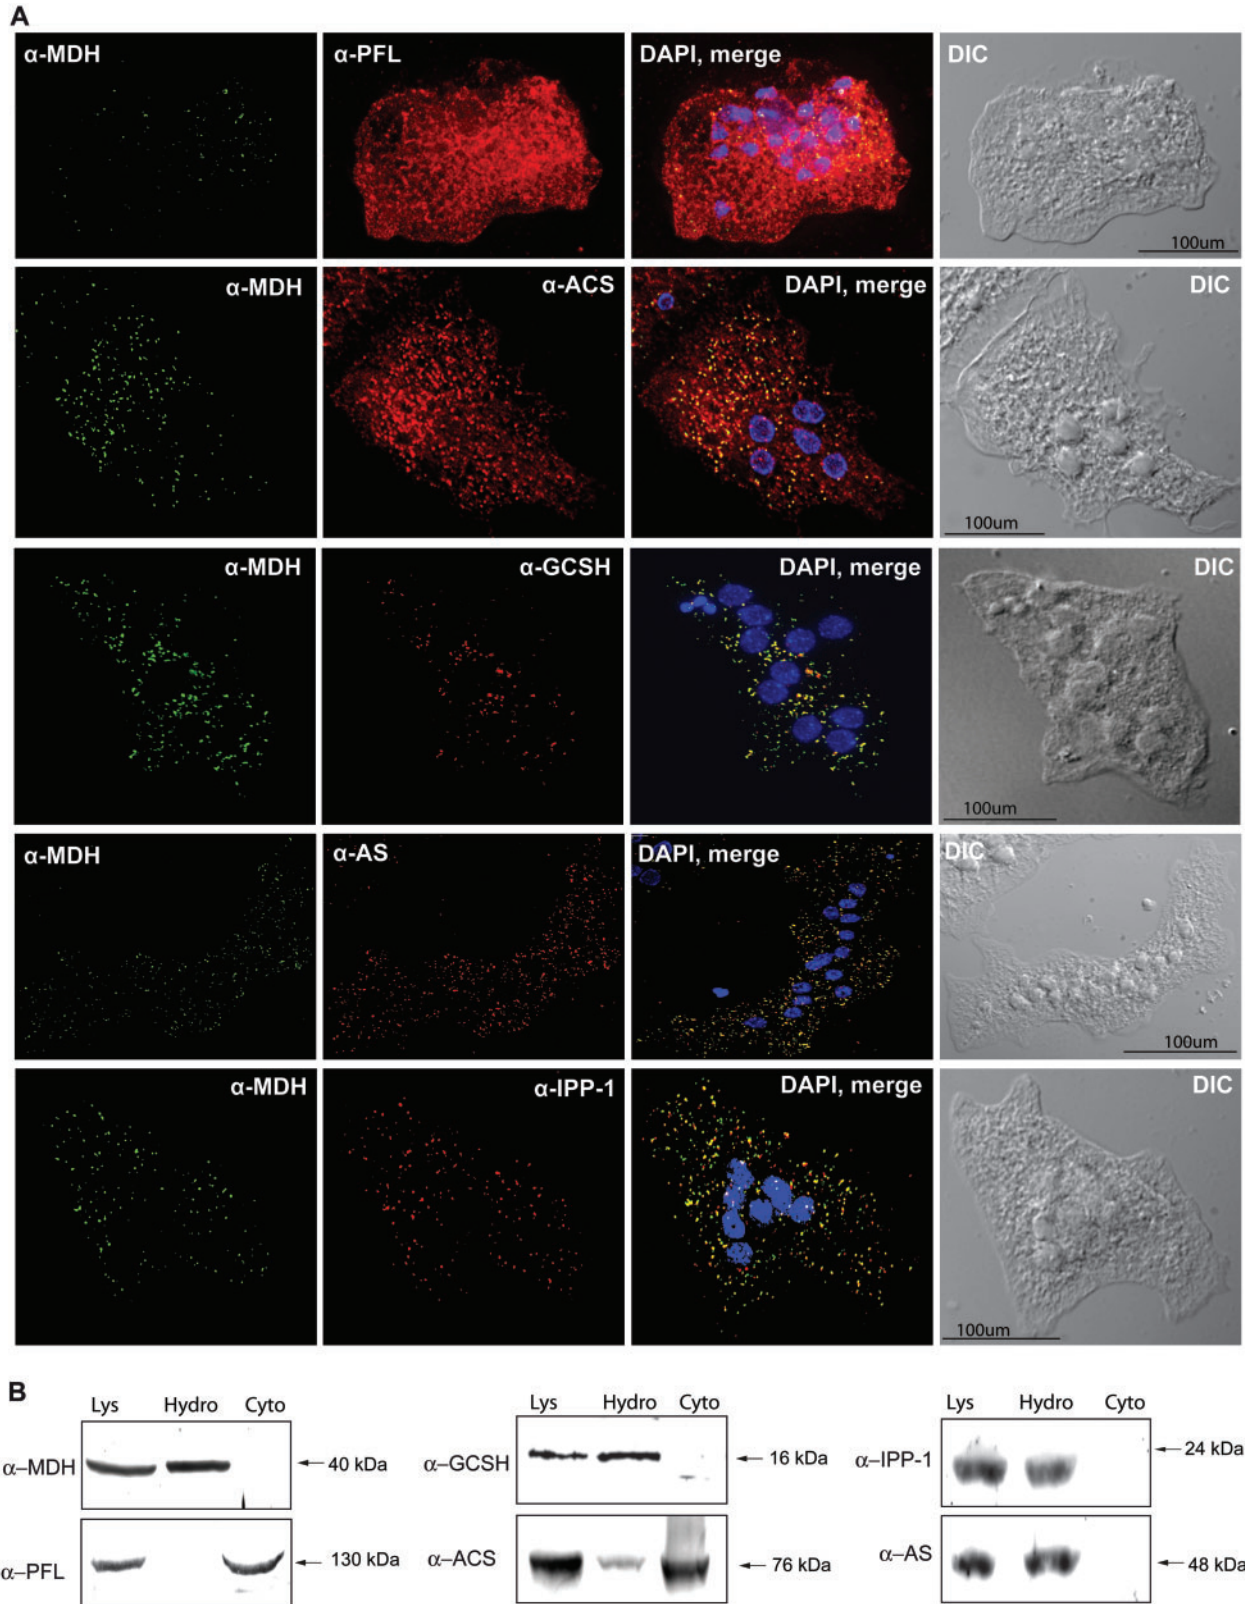 A
α-MDH α-PFL DAPI, merge DIC
100um
α-MDH α-ACS DAPI, merge DIC
100um
α-MDH α-GCSH DAPI, merge DIC
100um
α-MDH α-AS DAPI, merge DIC
100um
α-MDH α-IPP-1 DAPI, merge DIC
100um
B
Lys Hydro Cyto Lys Hydro Cyto Lys Hydro Cyto
α–MDH 40 kDa α–GCSH 16 kDa α–IPP-1 24 kDa
α–PFL 130 kDa α–ACS 76 kDa α–AS 48 kDa